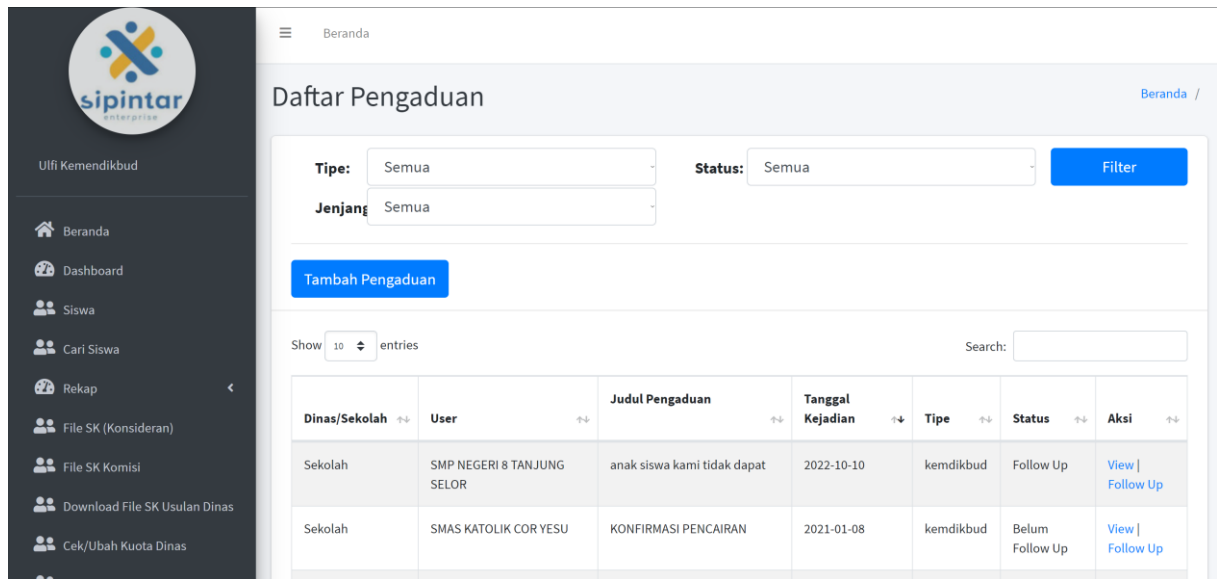 sipintar
enterprise
Ulfi Kemendikbud
Beranda
Dashboard
Siswa
Cari Siswa
Rekap
File SK (Konsideran)
File SK Komisi
Download File SK Usulan Dinas
Cek/Ubah Kuota Dinas
Beranda
Daftar Pengaduan
Beranda /
Tipe: Semua
Status: Semua
Filter
Jenjang Semua
Tambah Pengaduan
Show 10 entries
Search:
Dinas/Sekolah User Judul Pengaduan Tanggal Kejadian Tipe Status Aksi
Sekolah SMP NEGERI 8 TANJUNG SELOR anak siswa kami tidak dapat 2022-10-10 kemdikbud Follow Up View | Follow Up
Sekolah SMAS KATOLIK COR YESU KONFIRMASI PENCAIRAN 2021-01-08 kemdikbud Belum Follow Up View | Follow Up